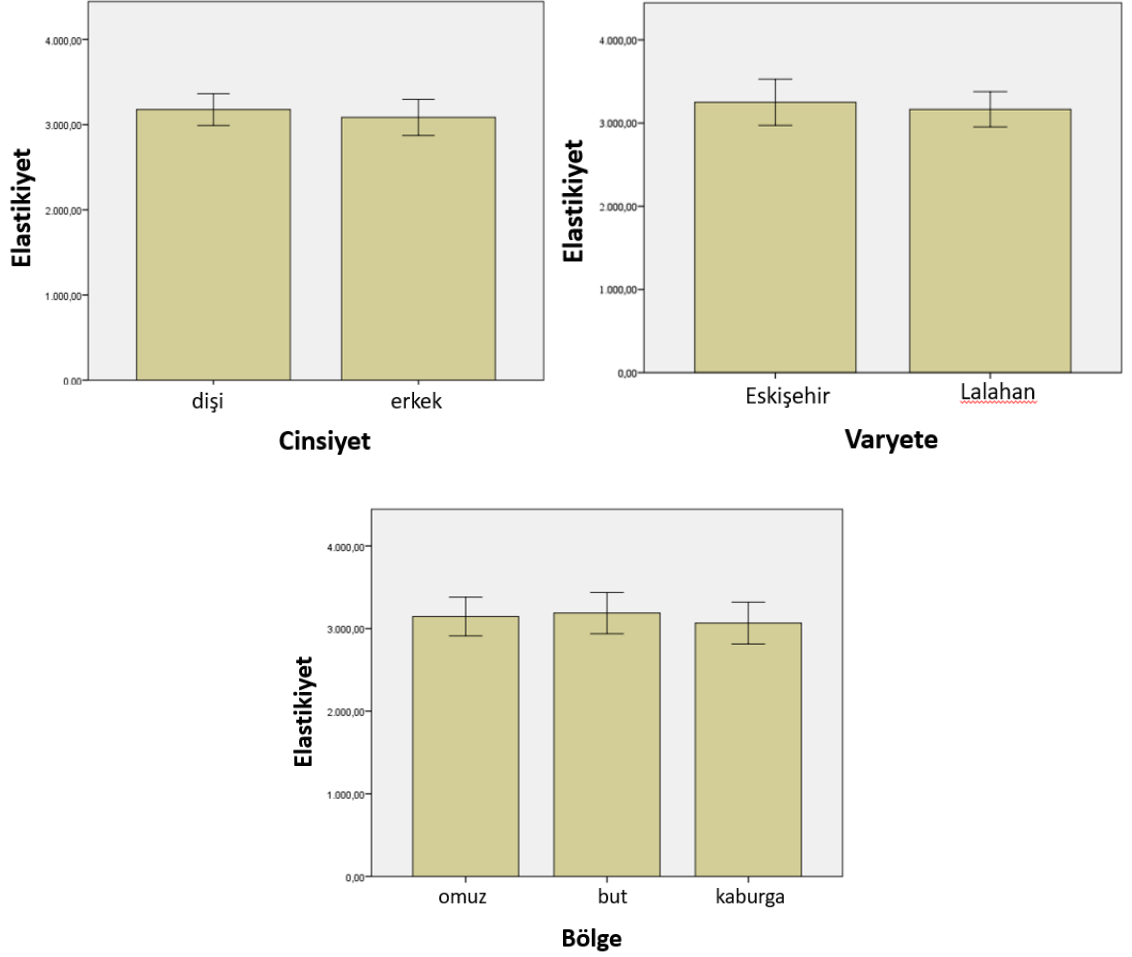 Elastikiyet
4.000,00
3.000,00
2.000,00
1.000,00
0,00
dişi erkek
Cinsiyet
Elastikiyet
4.000,00
3.000,00
2.000,00
1.000,00
0,00
Eskişehir Lalahan
Varyete
Elastikiyet
4.000,00
3.000,00
2.000,00
1.000,00
0,00
omuz but kaburga
Bölge